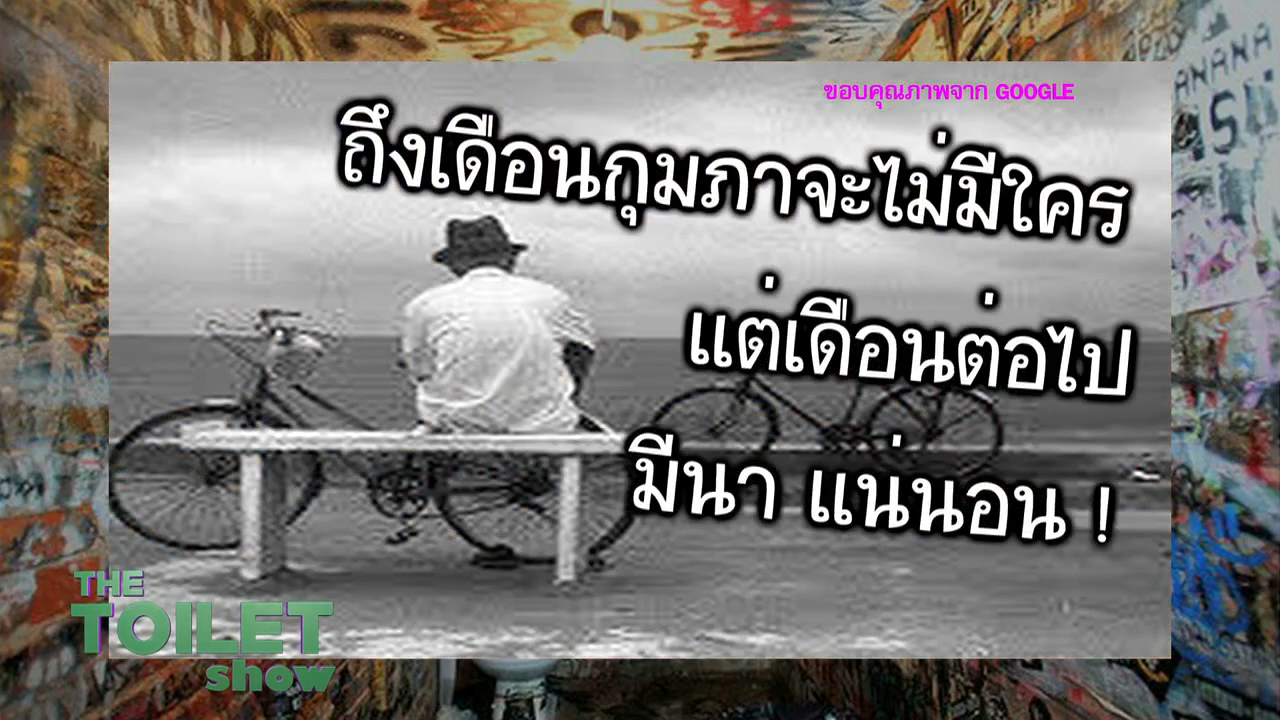 ขอบคุณภาพจาก GOOGLE
ถึงเดือนกุมภาจะไม่มีใคร
แต่เดือนต่อไป
มีนา แน่นอน !
ANANA
THE
TOILET
show